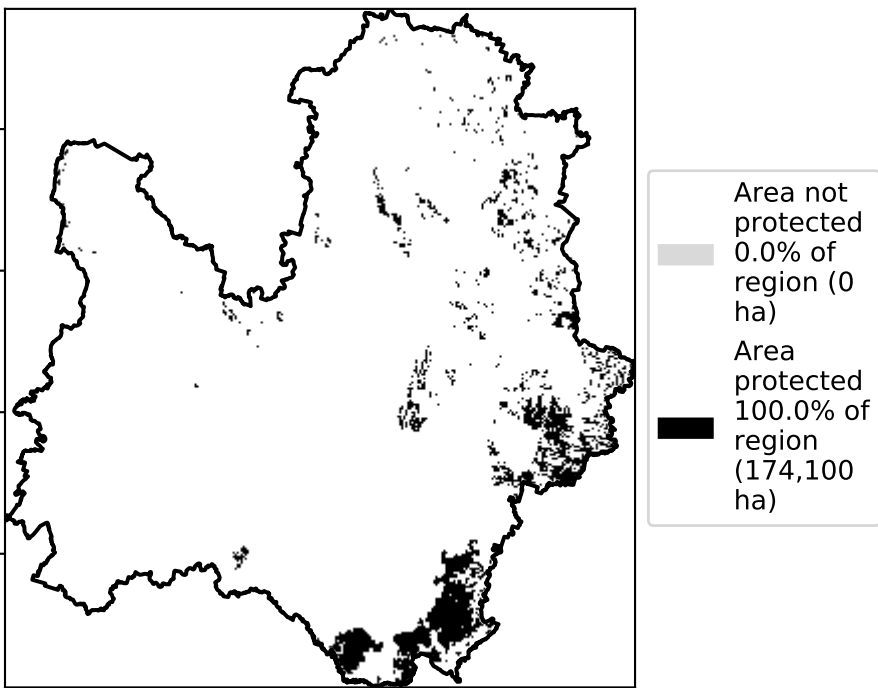 Area not
protected
0.0% of
region (0
ha)
Area
protected
100.0% of
region
(174,100
ha)